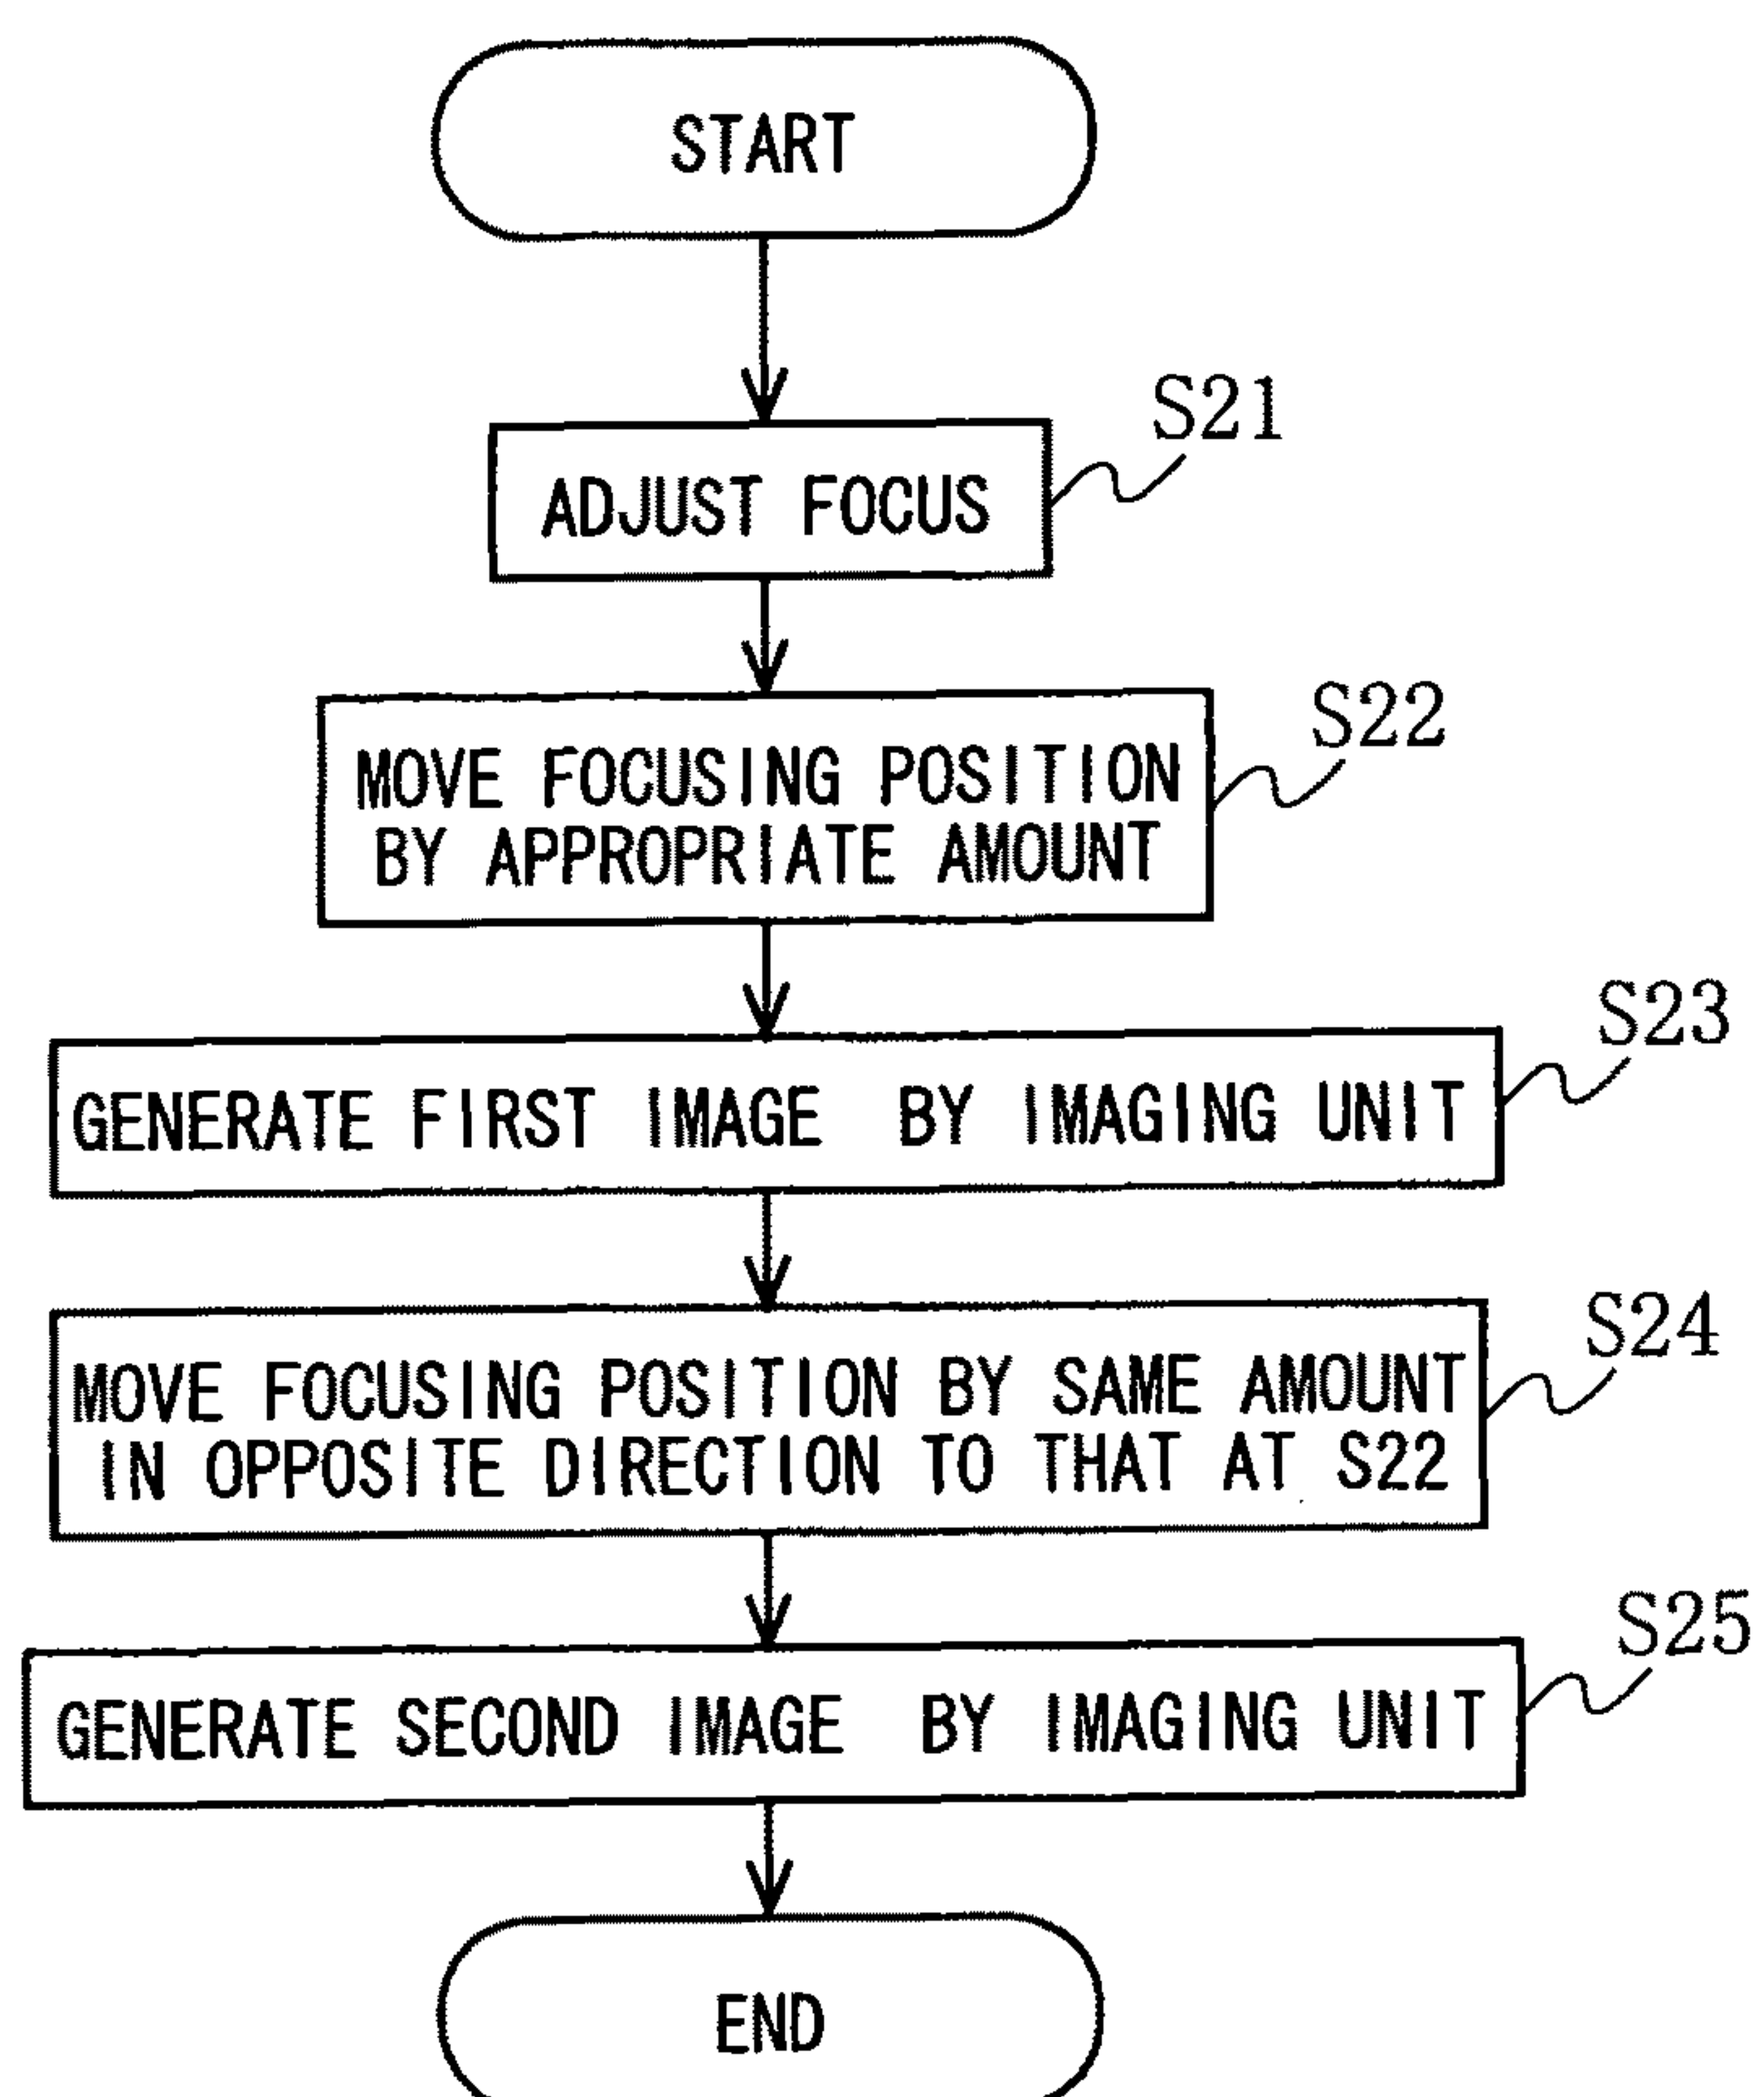 START
S21
ADJUST FOCUS
S22
MOVE FOCUSING POSITION
BY APPROPRIATE AMOUNT
S23
GENERATE FIRST IMAGE BY IMAGING UNIT
S24
MOVE FOCUSING POSITION BY SAME AMOUNT
IN OPPOSITE DIRECTION TO THAT AT S22
S25
GENERATE SECOND IMAGE BY IMAGING UNIT
END